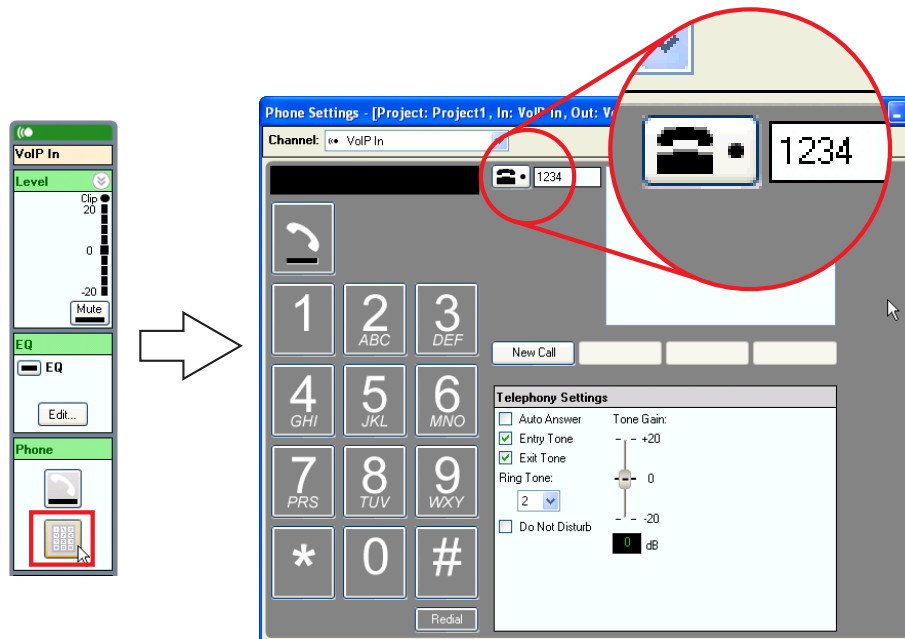 VoIP In
Level
Clip
20
0
-20
Mute
EQ
EQ
Edit...
Phone
Phone Settings - [Project: Project1, In: VoIP In, Out: V
Channel: VoIP In
1234
1234
1
2
ABC
3
DEF
4
GHI
5
JKL
6
MNO
7
PRS
8
TUV
9
WXY
*
0
#
Redial
New Call
Telephony Settings
Auto Answer
Tone Gain:
Entry Tone
+20
Exit Tone
Ring Tone:
0
2
Do Not Disturb
-20
0 dB